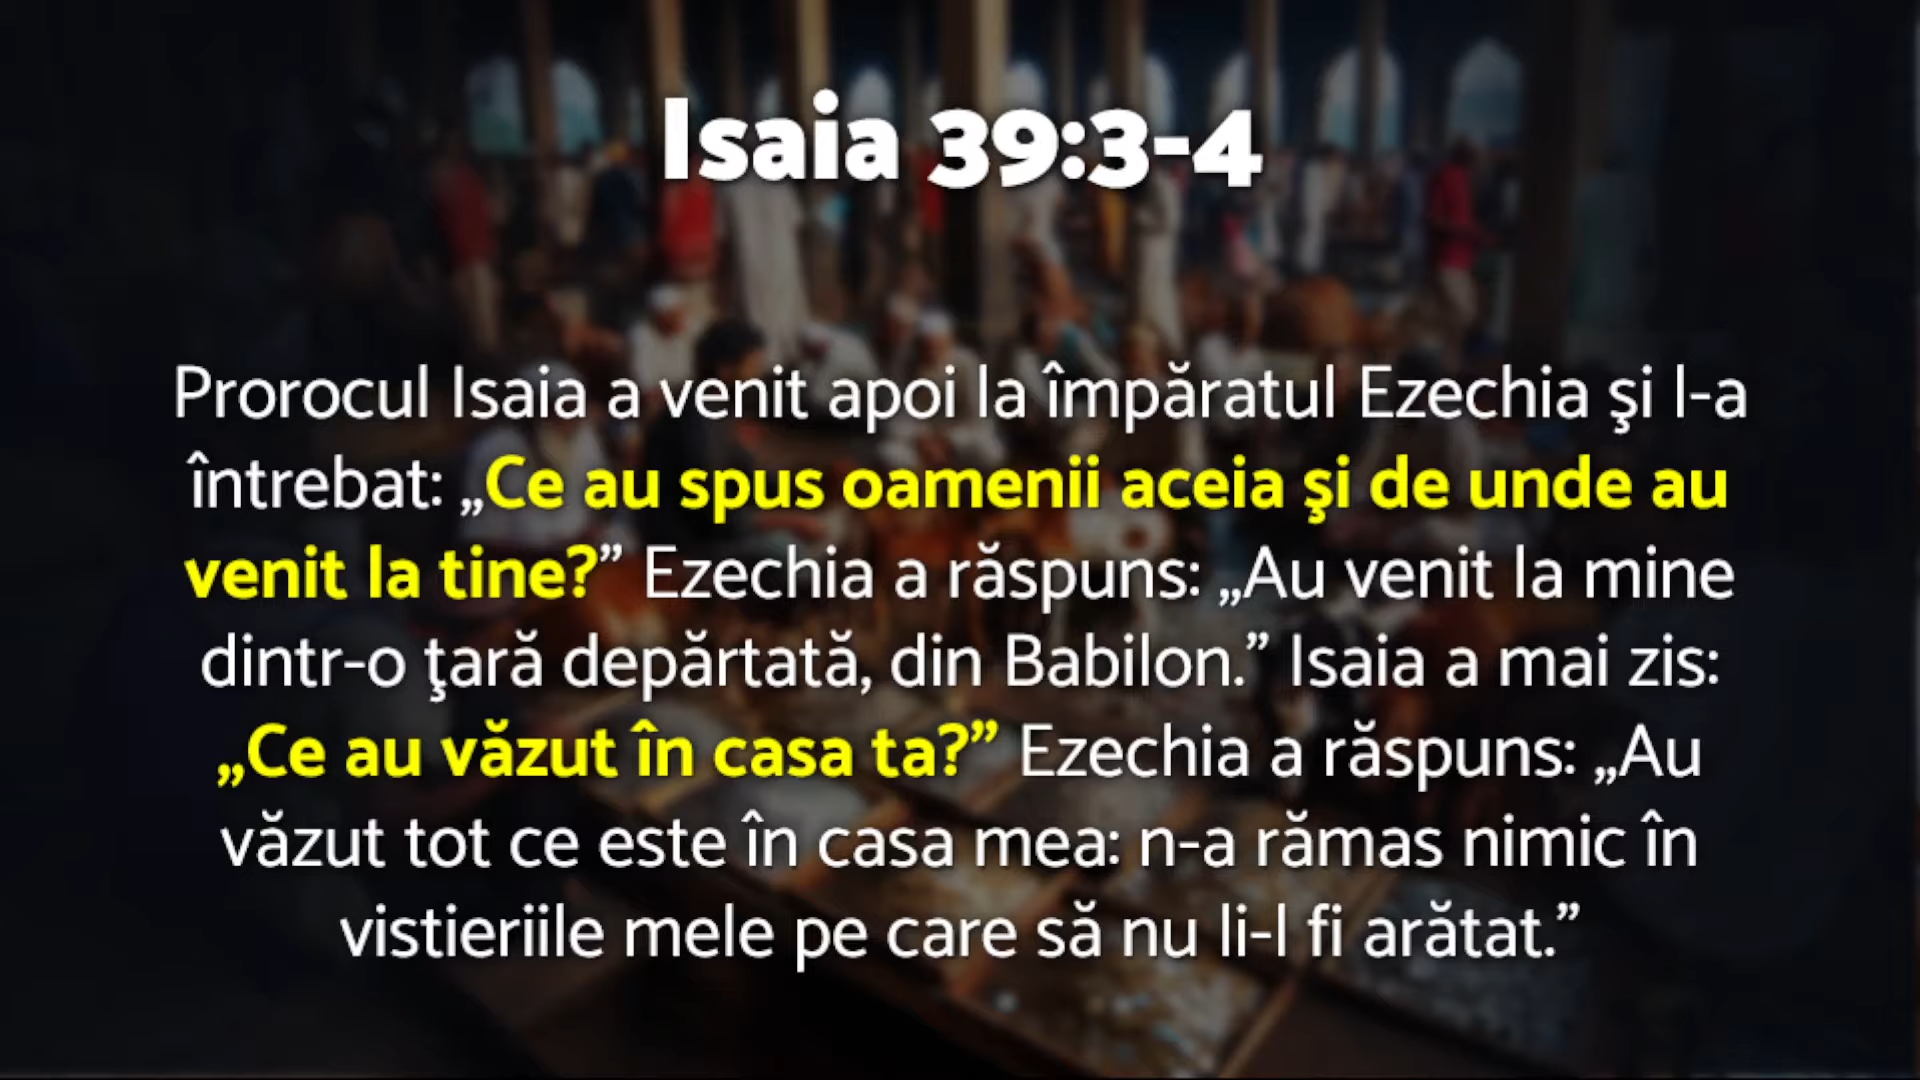 Isaia 39:3-4
Prorocul Isaia a venit apoi la împăratul Ezechia şi l-a
întrebat: „Ce au spus oamenii aceia şi de unde au
venit la tine?” Ezechia a răspuns: „Au venit la mine
dintr-o ţară depărtată, din Babilon.” Isaia a mai zis:
„Ce au văzut în casa ta?” Ezechia a răspuns: „Au
văzut tot ce este în casa mea: n-a rămas nimic în
vistieriile mele pe care să nu li-l fi arătat.”